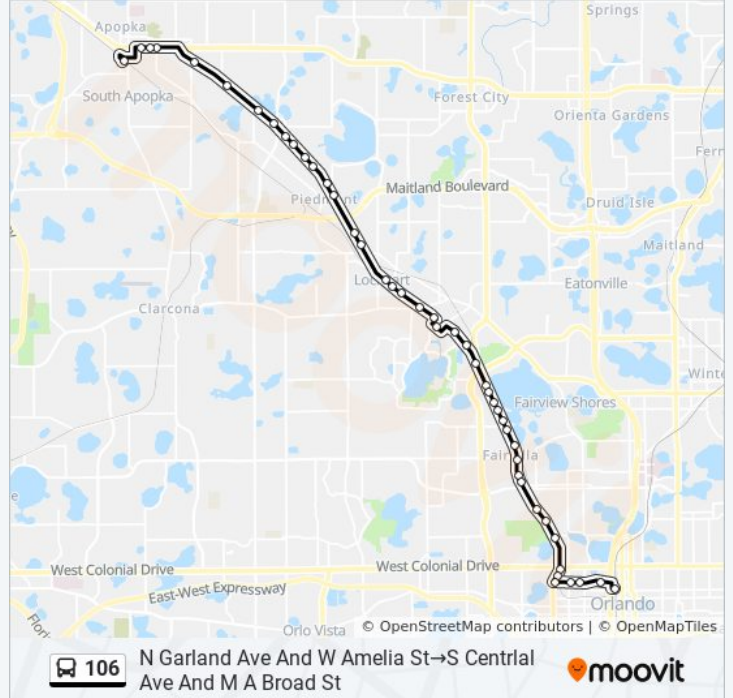 Springs
Apopka
South Apopka
Forest City
Orienta Gardens
Fern
Maitland Boulevard
Piedmont
Druid Isle
Maitland
Lockhart
Eatonville
Clarcona
Winte
Fairview Shores
Fairvilla
e
West Colonial Drive
West Colonial Drive
East-West Expressway
Orlando
Flori
Orlo Vista
© OpenStreetMap contributors | © OpenMapTiles
106
N Garland Ave And W Amelia St→S Centrlal
Ave And M A Broad St
moovit